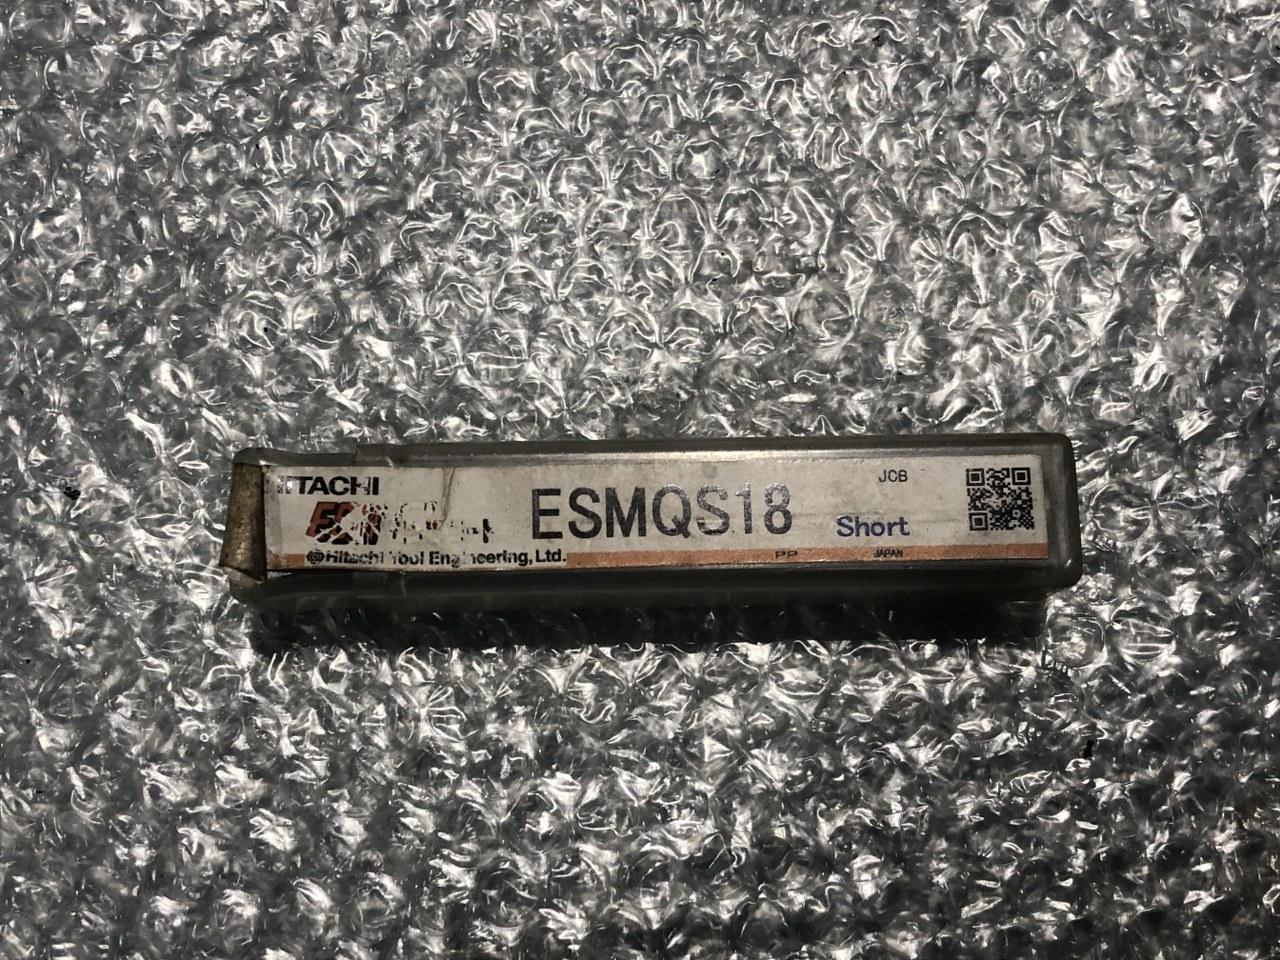 HITACHI
ESMQS18
Short
JCB
@Hitachi Tool Engineering,Ltd.
PP
JAPAN